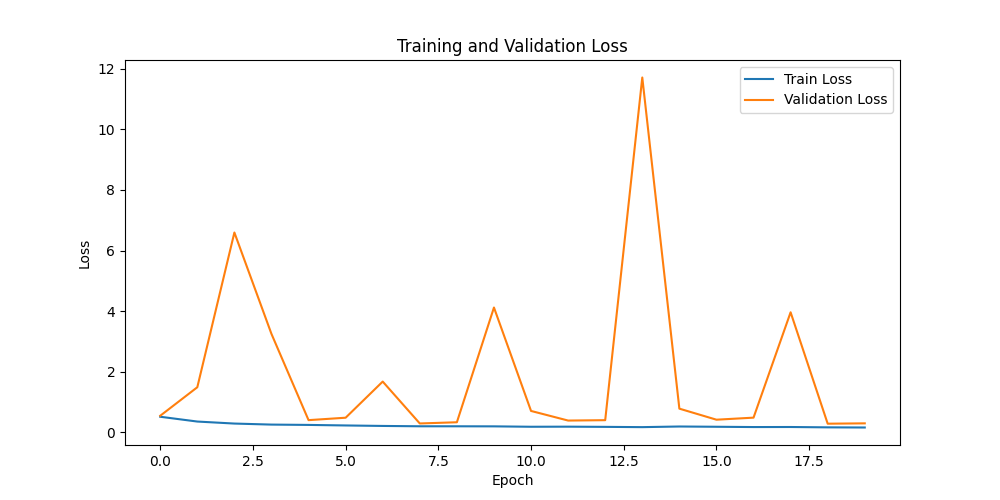 Training and Validation Loss
Train Loss
Validation Loss
12
10
8
6
4
2
0
Loss
0.0 2.5 5.0 7.5 10.0 12.5 15.0 17.5
Epoch